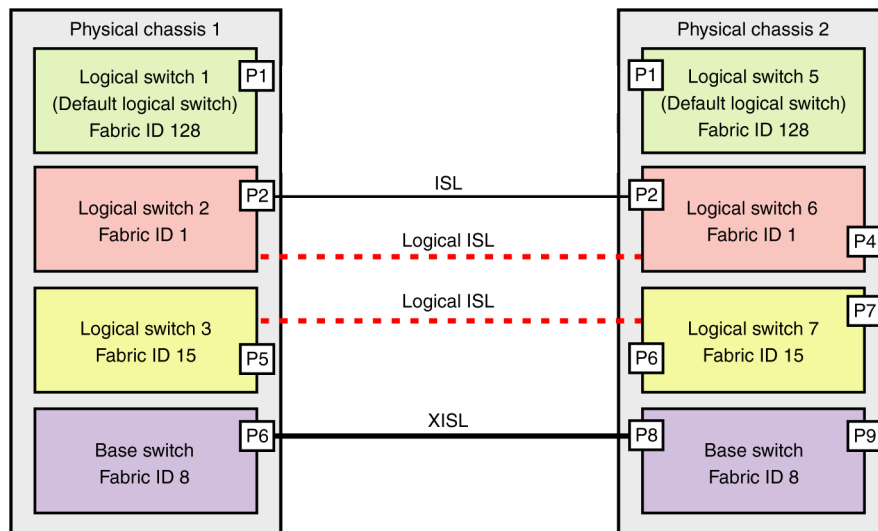 Physical chassis 1
Logical switch 1
(Default logical switch)
Fabric ID 128
P1
Logical switch 2
Fabric ID 1
P2
Logical switch 3
Fabric ID 15
P5
Base switch
Fabric ID 8
P6
ISL
Logical ISL
Logical ISL
XISL
Physical chassis 2
P1
Logical switch 5
(Default logical switch)
Fabric ID 128
P2
Logical switch 6
Fabric ID 1
P4
P7
Logical switch 7
Fabric ID 15
P6
P8
Base switch
Fabric ID 8
P9